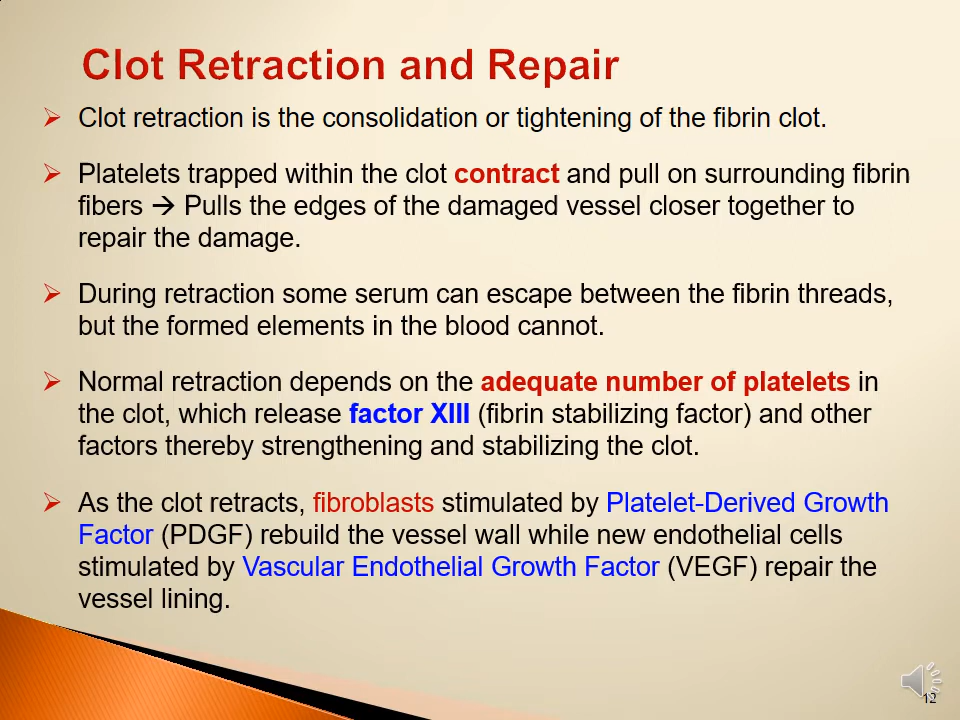 Clot Retraction and Repair
➢ Clot retraction is the consolidation or tightening of the fibrin clot.
➢ Platelets trapped within the clot contract and pull on surrounding fibrin
fibers → Pulls the edges of the damaged vessel closer together to
repair the damage.
➢ During retraction some serum can escape between the fibrin threads,
but the formed elements in the blood cannot.
➢ Normal retraction depends on the adequate number of platelets in
the clot, which release factor XIII (fibrin stabilizing factor) and other
factors thereby strengthening and stabilizing the clot.
➢ As the clot retracts, fibroblasts stimulated by Platelet-Derived Growth
Factor (PDGF) rebuild the vessel wall while new endothelial cells
stimulated by Vascular Endothelial Growth Factor (VEGF) repair the
vessel lining.
12